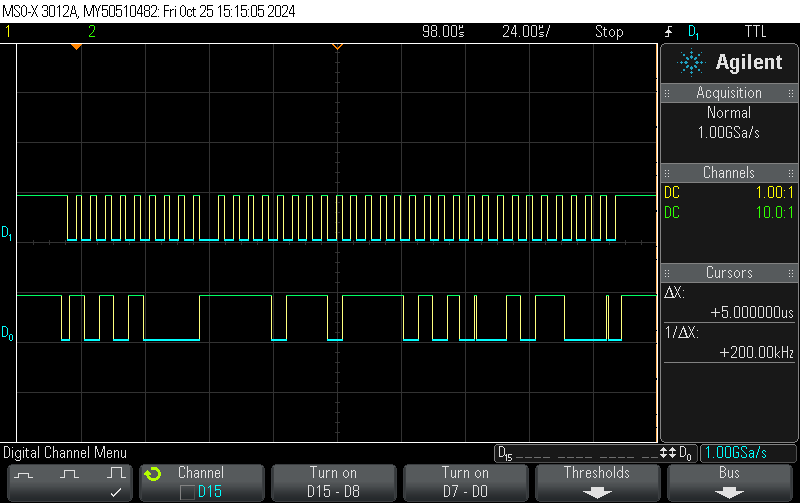 MSO-X 3012A, MY50510482: Fri Oct 25 15:15:05 2024
1 2 98.00us 24.00us/ Stop D1 TTL
Agilent
Acquisition
Normal
1.00GSa/s
Channels
DC 1.00:1
DC 10.0:1
D1
Cursors
ΔX:
+5.000000us
1/ΔX:
+200.00kHz
D0
Digital Channel Menu
D15 D0 1.00GSa/s
Channel
D15
Turn on
D15 - D8
Turn on
D7 - D0
Thresholds
Bus